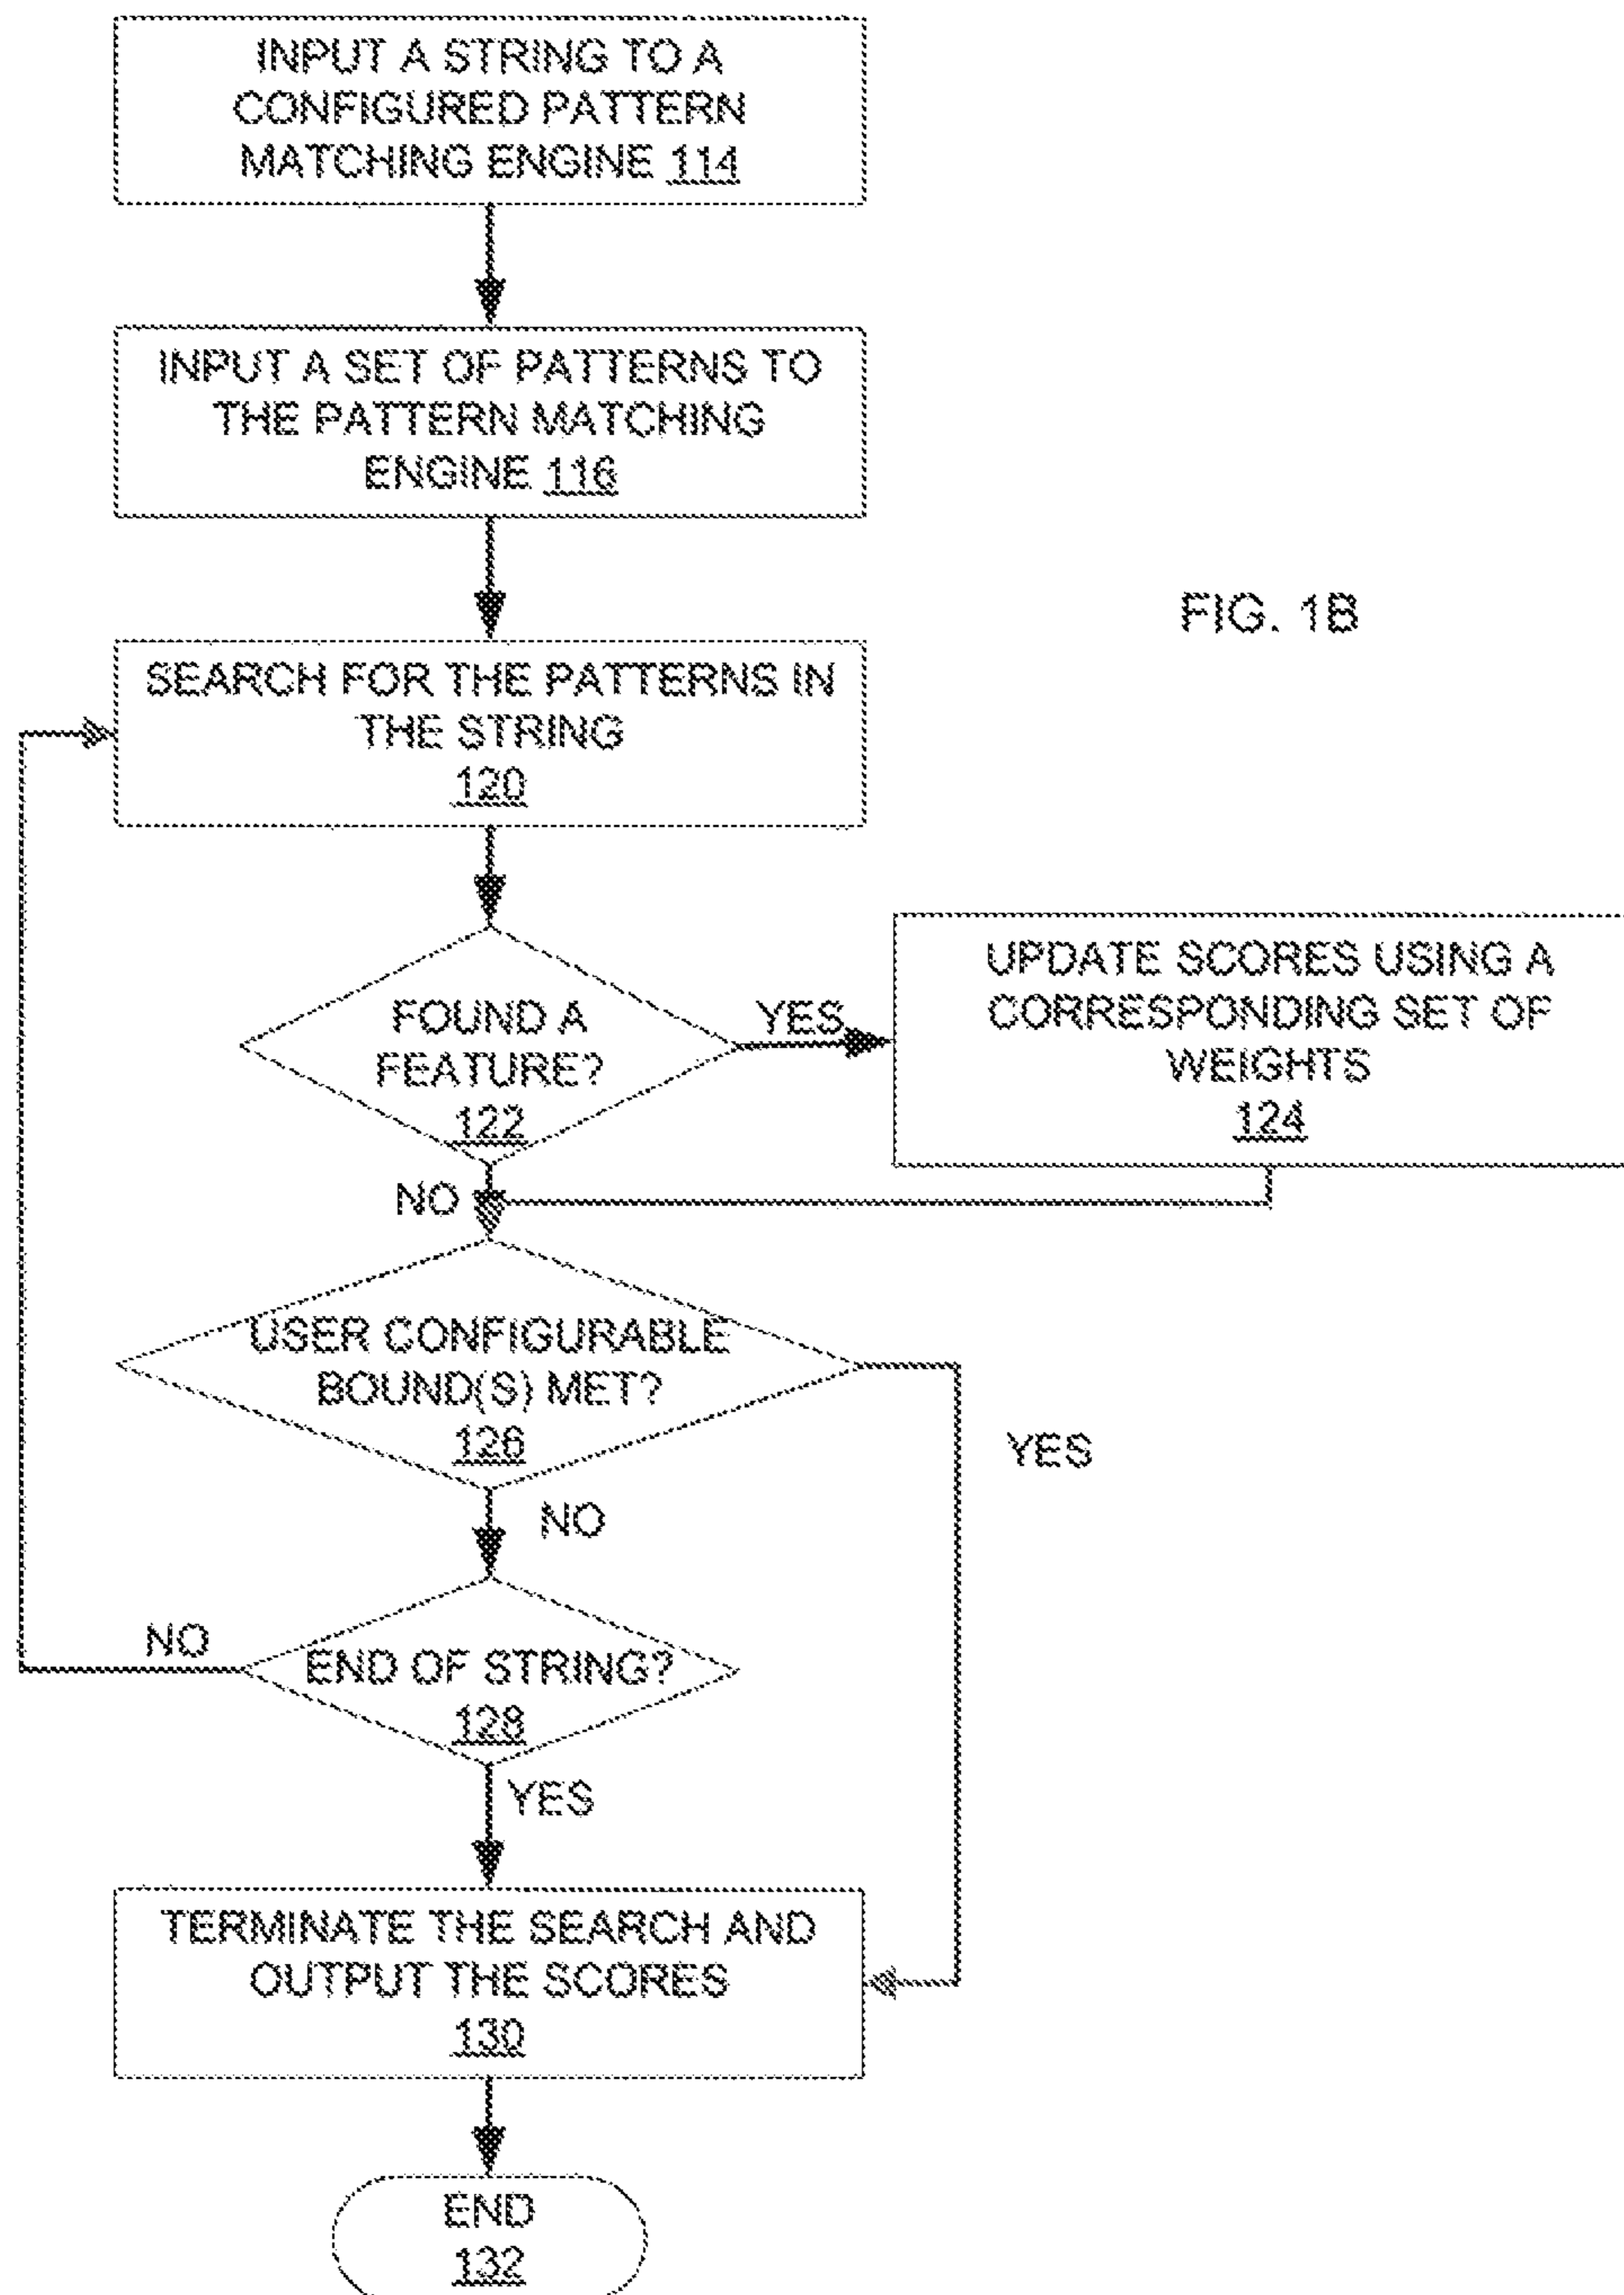 INPUT A STRING TO A
CONFIGURED PATTERN
MATCHING ENGINE 114
INPUT A SET OF PATTERNS TO
THE PATTERN MATCHING
ENGINE 116
FIG. 1B
SEARCH FOR THE PATTERNS IN
THE STRING
120
FOUND A
FEATURE?
122
YES
UPDATE SCORES USING A
CORRESPONDING SET OF
WEIGHTS
124
NO
USER CONFIGURABLE
BOUND(S) MET?
126
YES
NO
END OF STRING?
128
NO
YES
TERMINATE THE SEARCH AND
OUTPUT THE SCORES
130
END
132